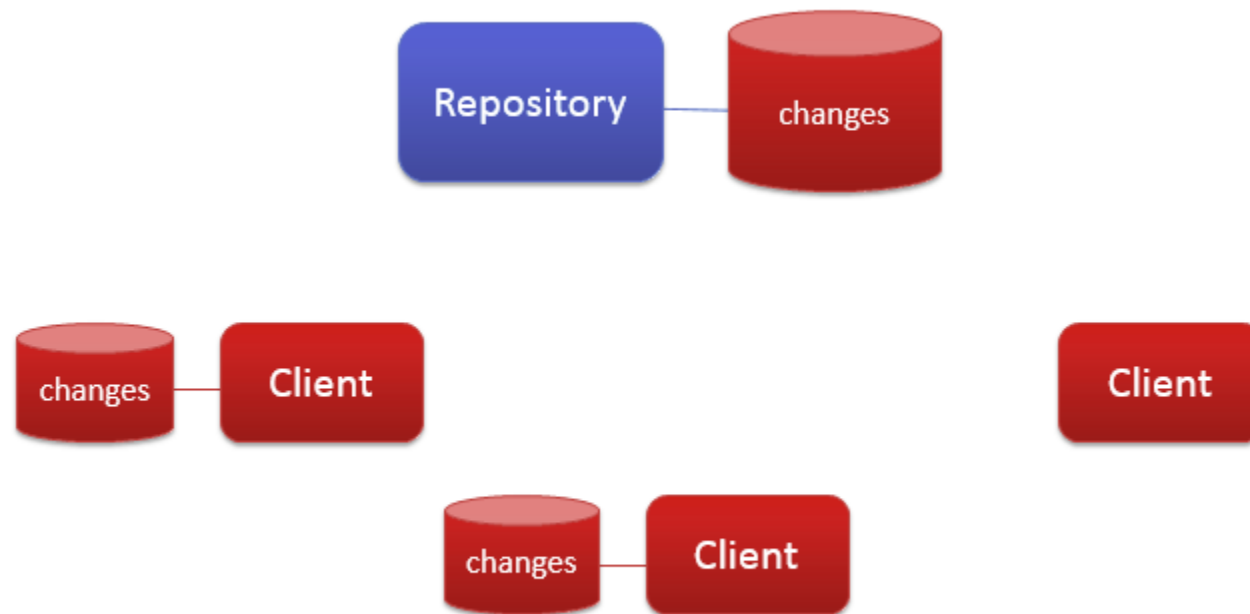 Repository
changes
changes
Client
Client
changes
Client